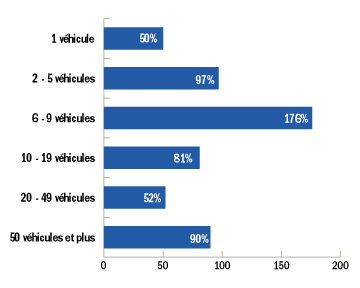 1 véhicule 50%
2 - 5 véhicules 97%
6 - 9 véhicules 176%
10 - 19 véhicules 81%
20 - 49 véhicules 52%
50 véhicules et plus 90%
0 50 100 150 200